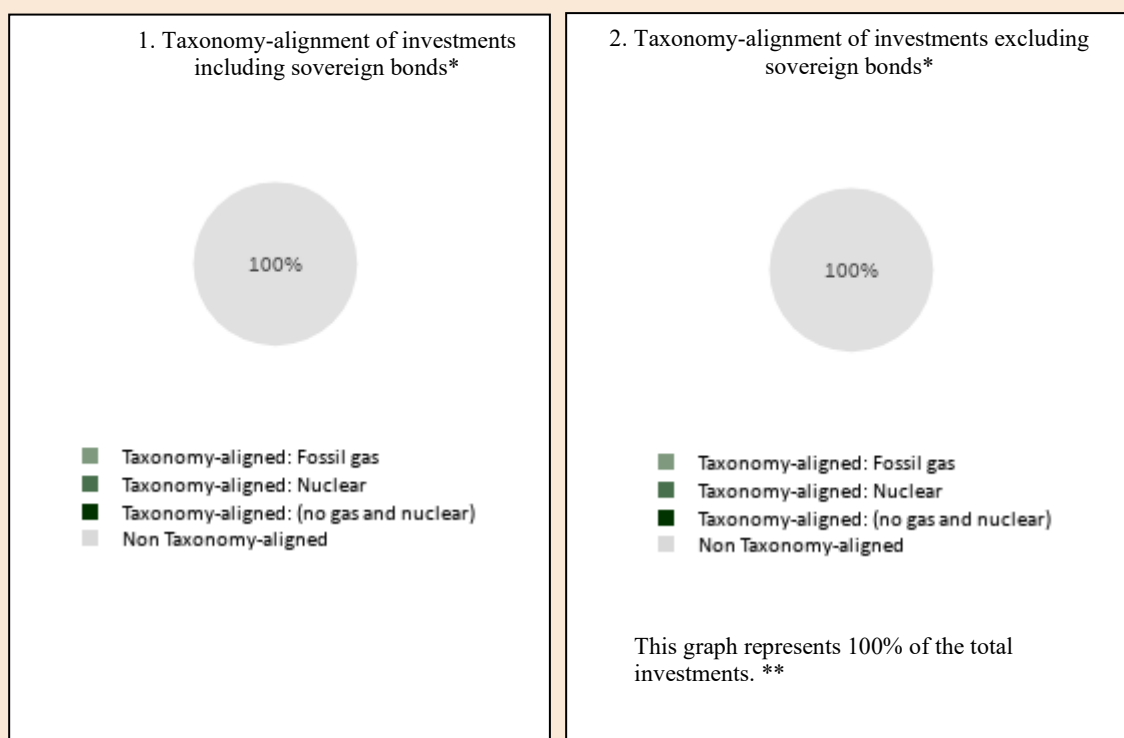 1. Taxonomy-alignment of investments
including sovereign bonds*
100%
Taxonomy-aligned: Fossil gas
Taxonomy-aligned: Nuclear
Taxonomy-aligned: (no gas and nuclear)
Non Taxonomy-aligned
2. Taxonomy-alignment of investments excluding
sovereign bonds*
100%
Taxonomy-aligned: Fossil gas
Taxonomy-aligned: Nuclear
Taxonomy-aligned: (no gas and nuclear)
Non Taxonomy-aligned
This graph represents 100% of the total
investments. **